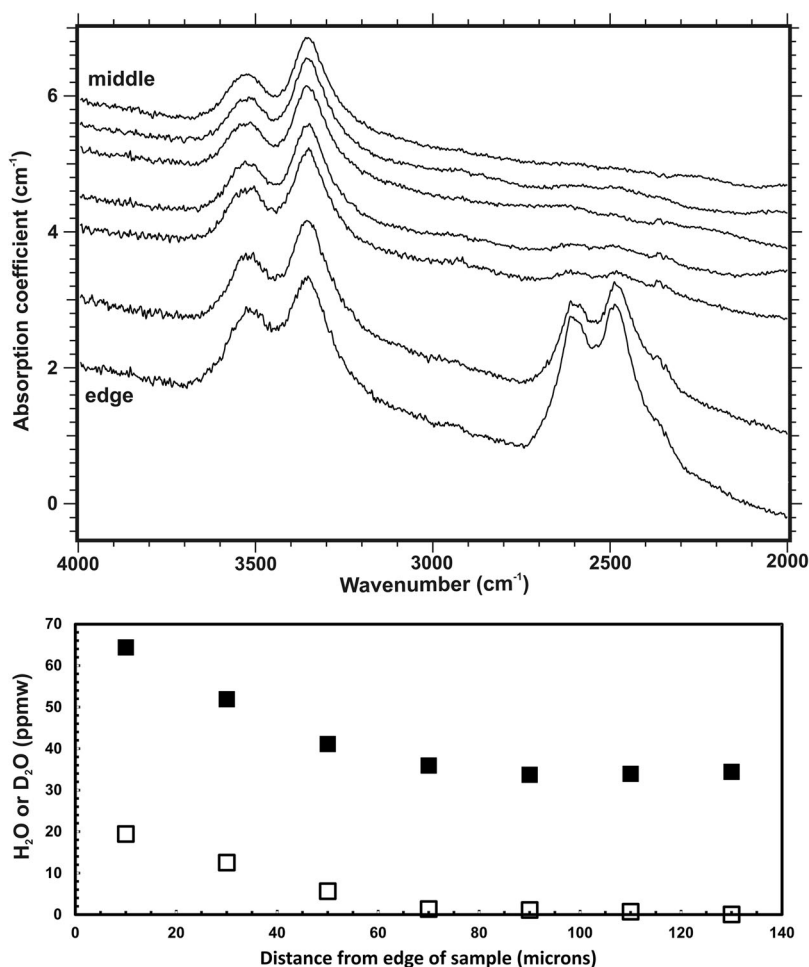 middle
edge
6
4
2
0
Absorption coefficient (cm⁻¹)
4000 3500 3000 2500 2000
Wavenumber (cm⁻¹)
70
60
50
40
30
20
10
0
H₂O or D₂O (ppmw)
0 20 40 60 80 100 120 140
Distance from edge of sample (microns)